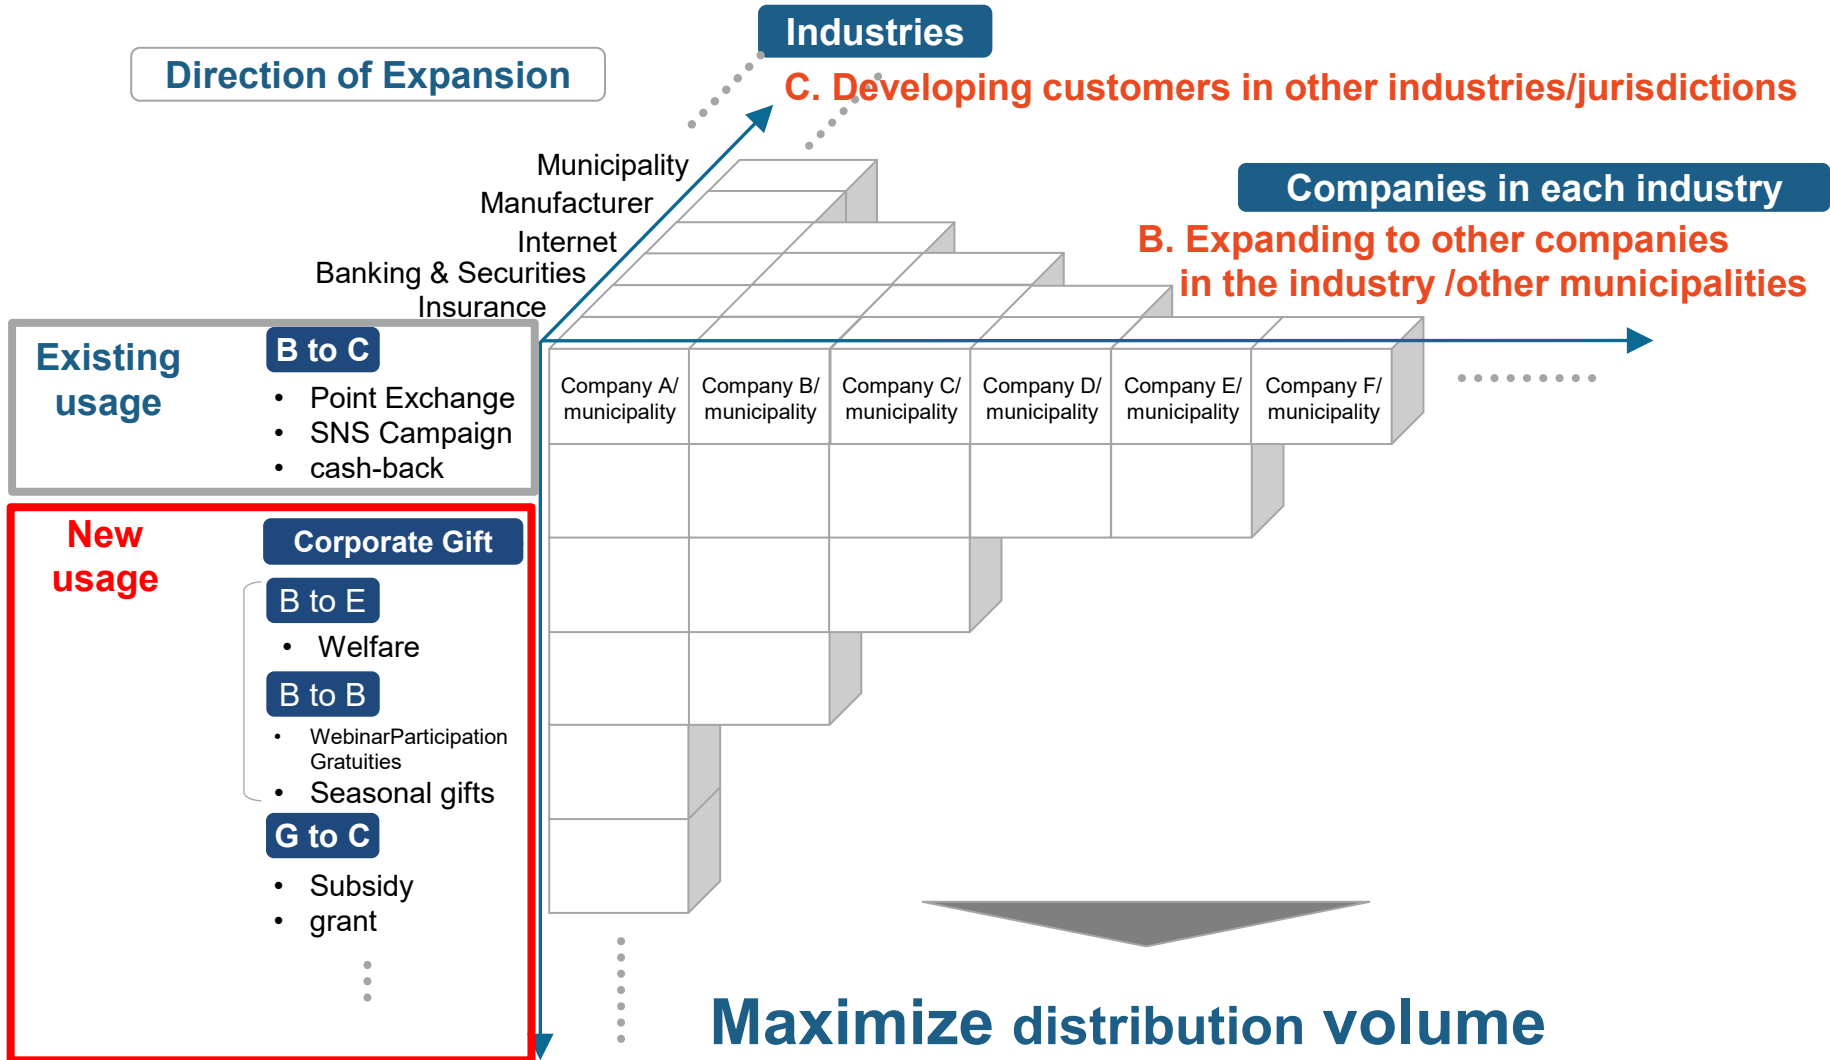 Industries
Direction of Expansion
C. Developing customers in other industries/jurisdictions
Municipality
Manufacturer
Internet
Banking & Securities
Insurance
Companies in each industry
B. Expanding to other companies
in the industry /other municipalities
Existing
usage
B to C
• Point Exchange
• SNS Campaign
• cash-back
Company A/
municipality
Company B/
municipality
Company C/
municipality
Company D/
municipality
Company E/
municipality
Company F/
municipality
New
usage
Corporate Gift
B to E
• Welfare
B to B
• WebinarParticipation
Gratuities
• Seasonal gifts
G to C
• Subsidy
• grant
Maximize distribution volume